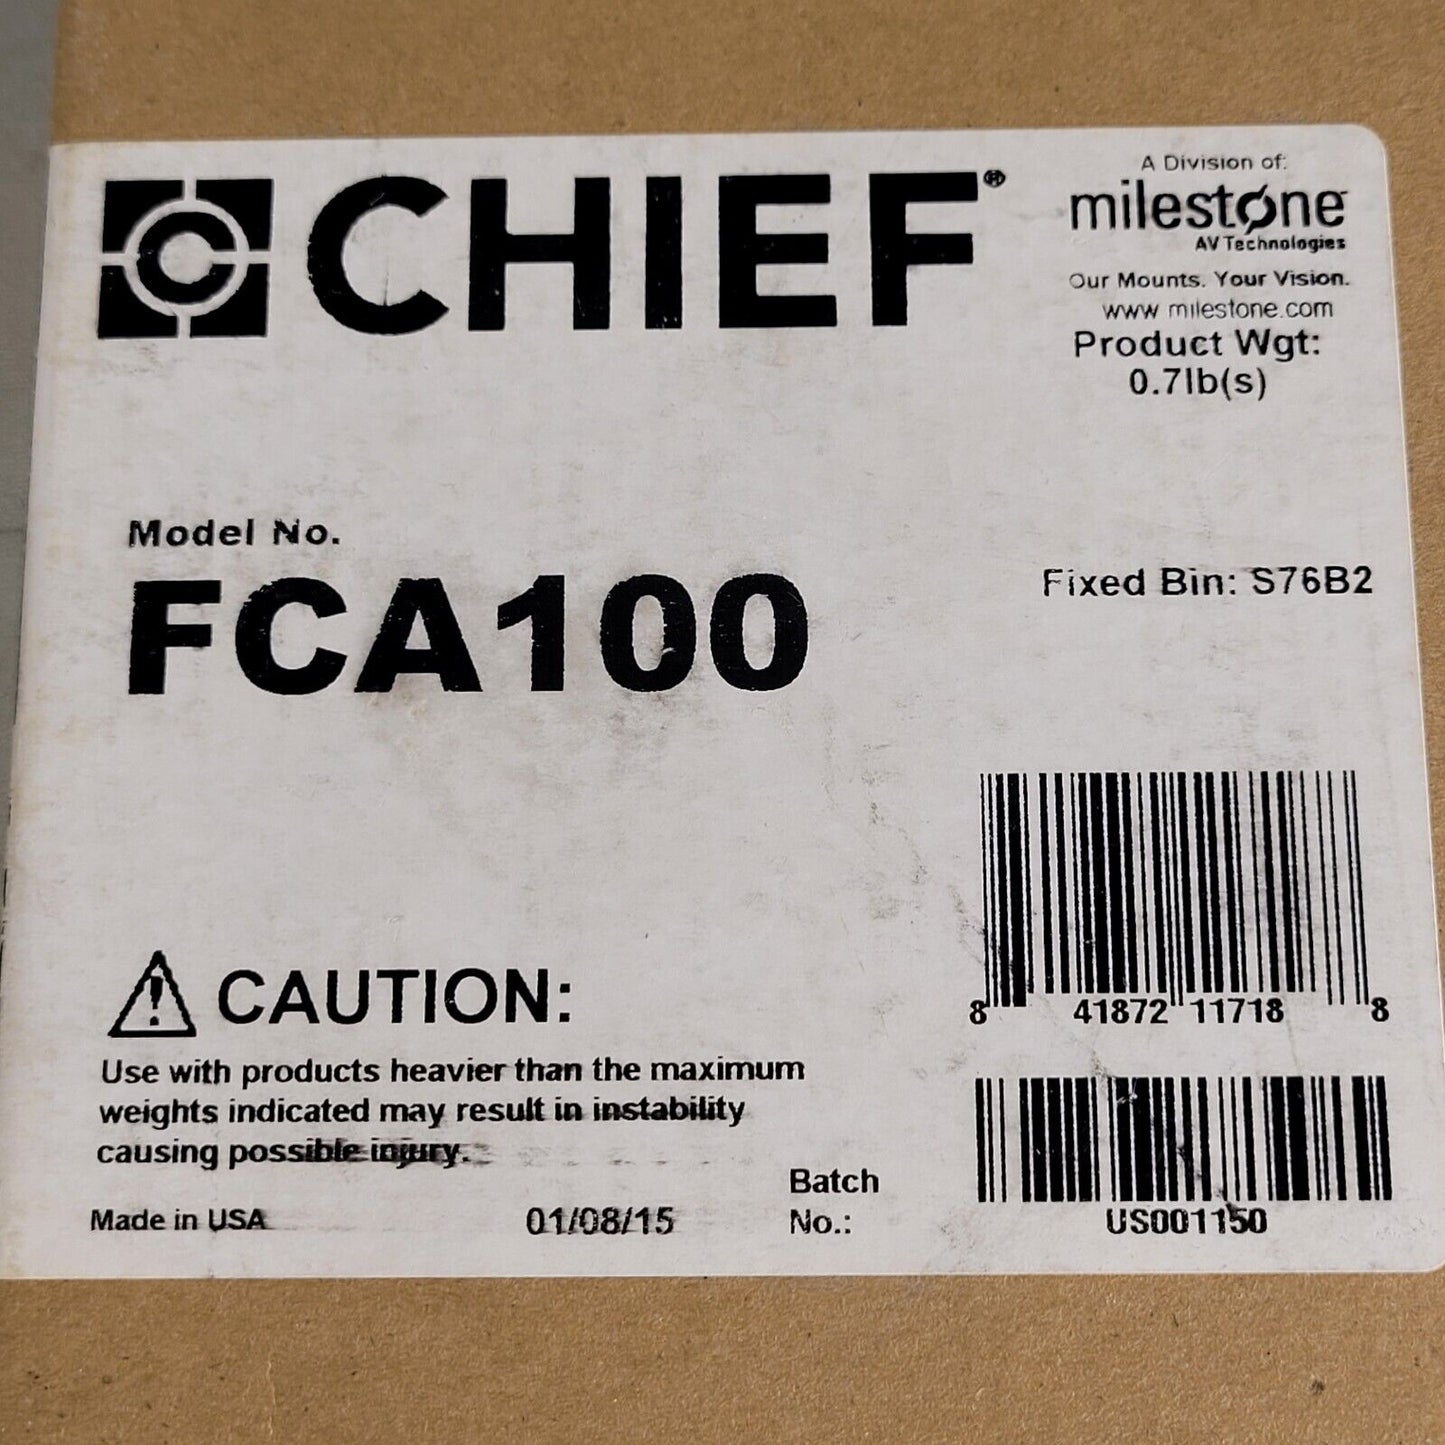 CHIEF®
A Division of:
milestone
AV Technologies
Our Mounts. Your Vision.
www milestone.com
Product Wgt:
0.7lb(s)
Model No.
FCA100
Fixed Bin: S76B2
8 41872 11718 8
CAUTION:
Use with products heavier than the maximum
weights indicated may result in instability
causing possible injury.
Made in USA
01/08/15
Batch
No.:
US001150